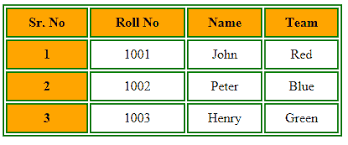 Sr. No Roll No Name Team
1 1001 John Red
2 1002 Peter Blue
3 1003 Henry Green